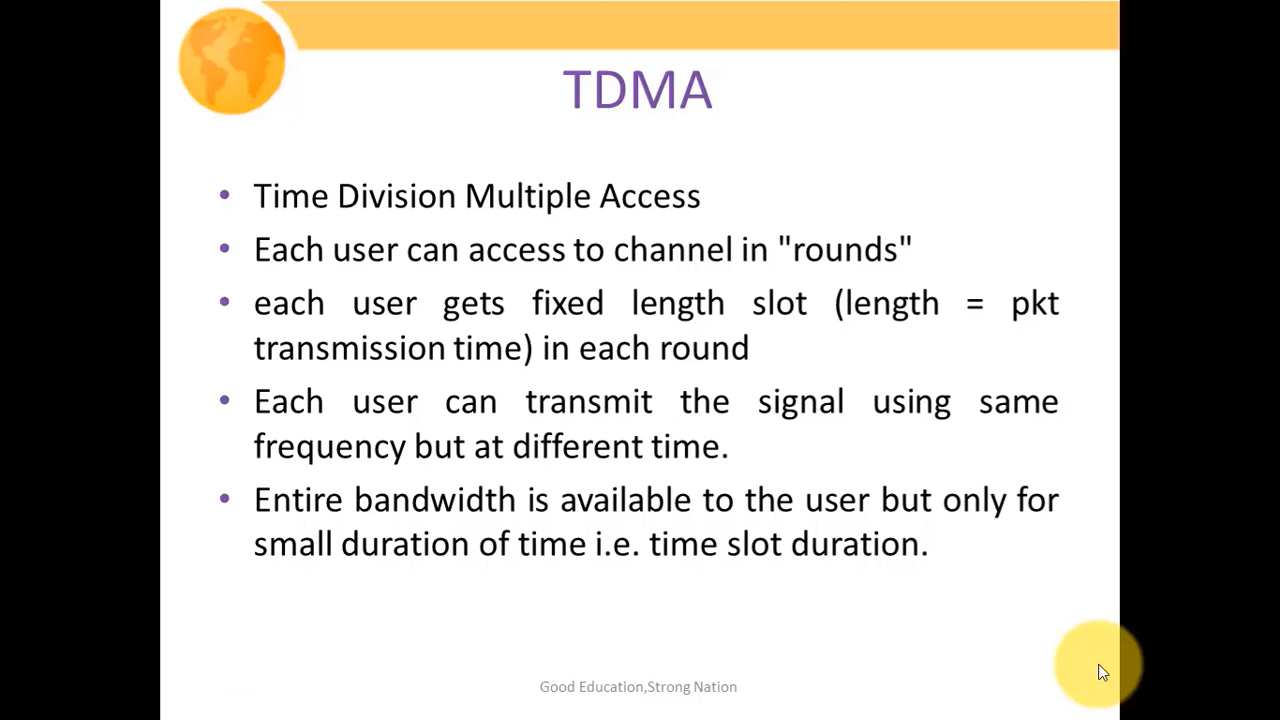 TDMA
• Time Division Multiple Access
• Each user can access to channel in "rounds"
• each user gets fixed length slot (length = pkt
transmission time) in each round
• Each user can transmit the signal using same
frequency but at different time.
• Entire bandwidth is available to the user but only for
small duration of time i.e. time slot duration.
Good Education,Strong Nation